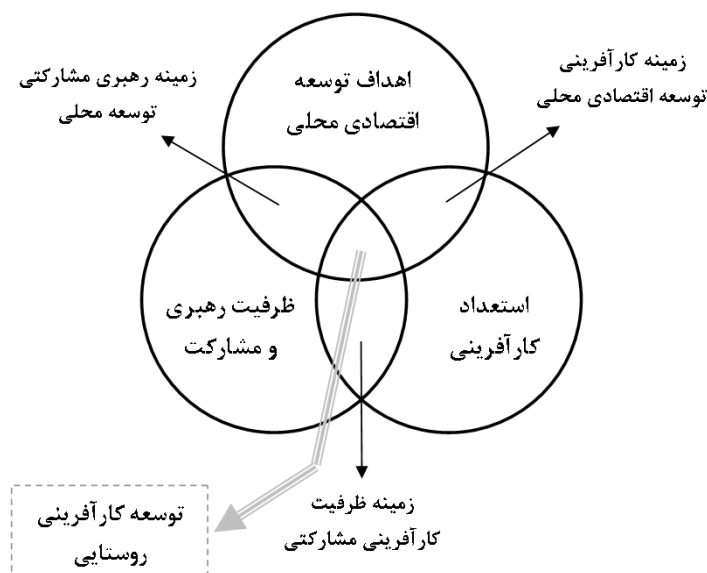 اهداف توسعه
اقتصادی محلی
زمینه کارآفرینی
توسعه اقتصادی محلی
زمینه رهبری مشارکتی
توسعه محلی
استعداد
کارآفرینی
ظرفیت رهبری
و مشارکت
زمینه ظرفیت
کارآفرینی مشارکتی
توسعه کارآفرینی
روستایی